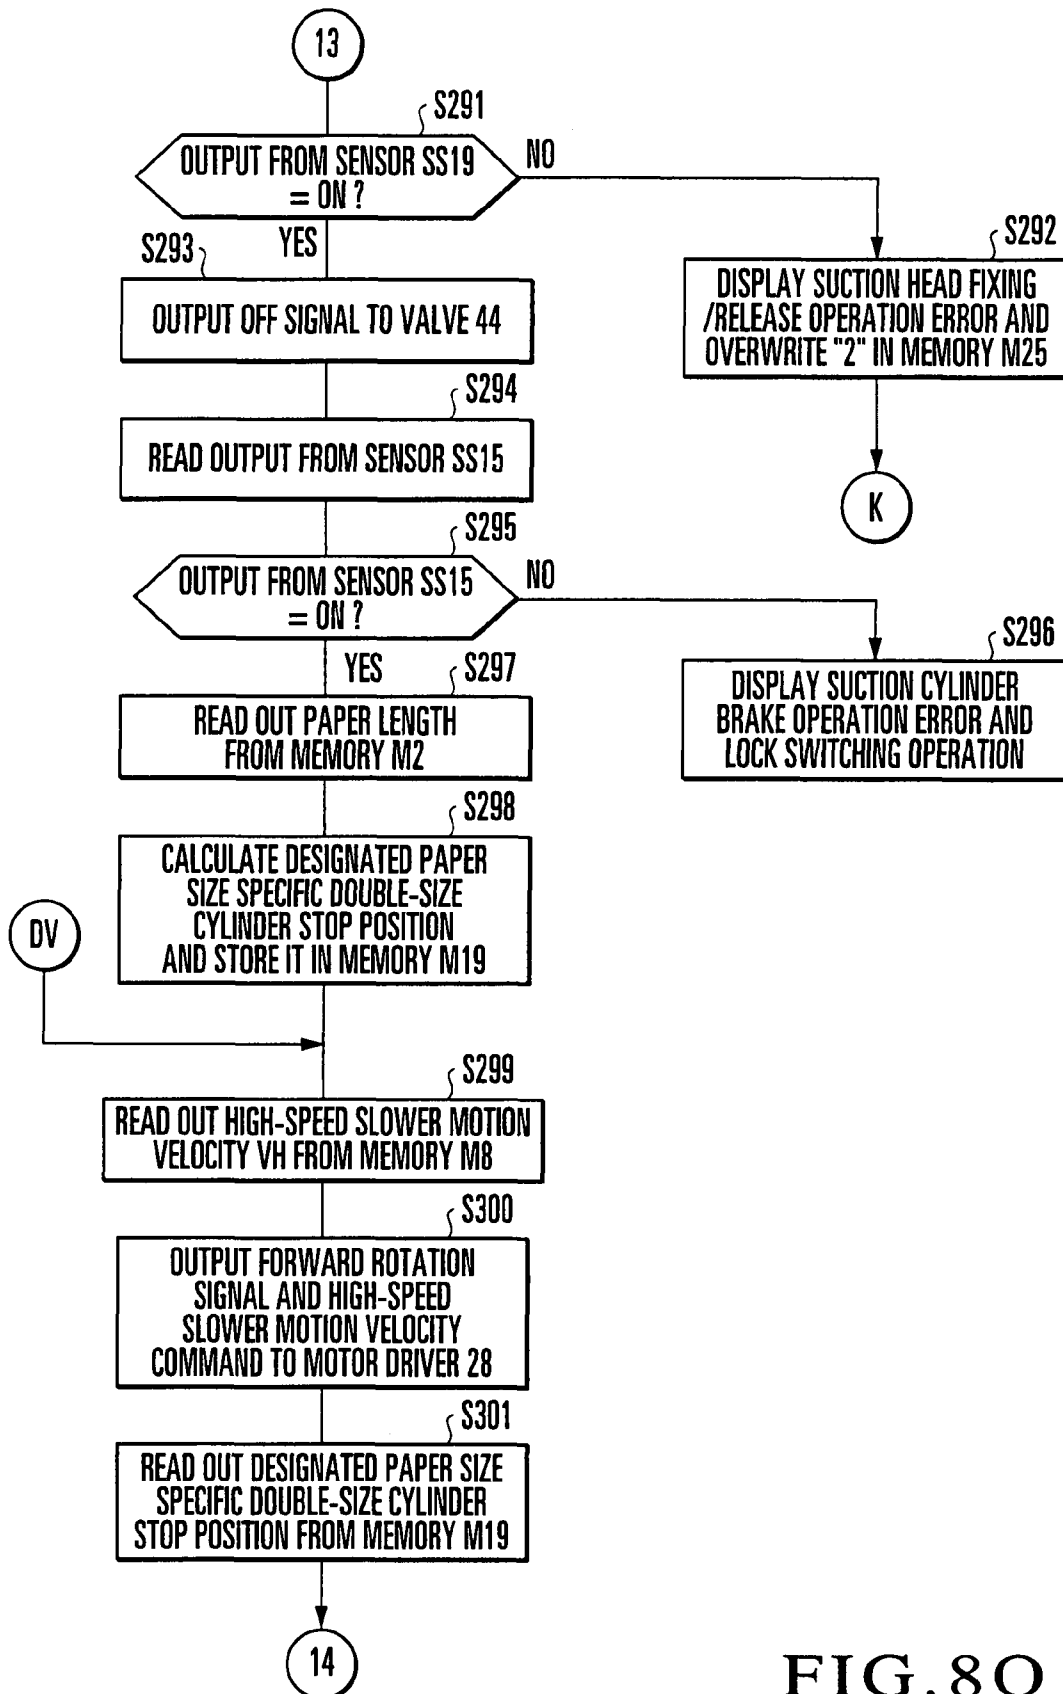 13
S291
OUTPUT FROM SENSOR SS19
= ON ?
NO
YES
S292
DISPLAY SUCTION HEAD FIXING
/RELEASE OPERATION ERROR AND
OVERWRITE "2" IN MEMORY M25
K
S293
OUTPUT OFF SIGNAL TO VALVE 44
S294
READ OUTPUT FROM SENSOR SS15
S295
OUTPUT FROM SENSOR SS15
= ON ?
NO
YES
S296
DISPLAY SUCTION CYLINDER
BRAKE OPERATION ERROR AND
LOCK SWITCHING OPERATION
S297
READ OUT PAPER LENGTH
FROM MEMORY M2
S298
CALCULATE DESIGNATED PAPER
SIZE SPECIFIC DOUBLE-SIZE
CYLINDER STOP POSITION
AND STORE IT IN MEMORY M19
DV
S299
READ OUT HIGH-SPEED SLOWER MOTION
VELOCITY VH FROM MEMORY M8
S300
OUTPUT FORWARD ROTATION
SIGNAL AND HIGH-SPEED
SLOWER MOTION VELOCITY
COMMAND TO MOTOR DRIVER 28
S301
READ OUT DESIGNATED PAPER SIZE
SPECIFIC DOUBLE-SIZE CYLINDER
STOP POSITION FROM MEMORY M19
14
FIG.8O